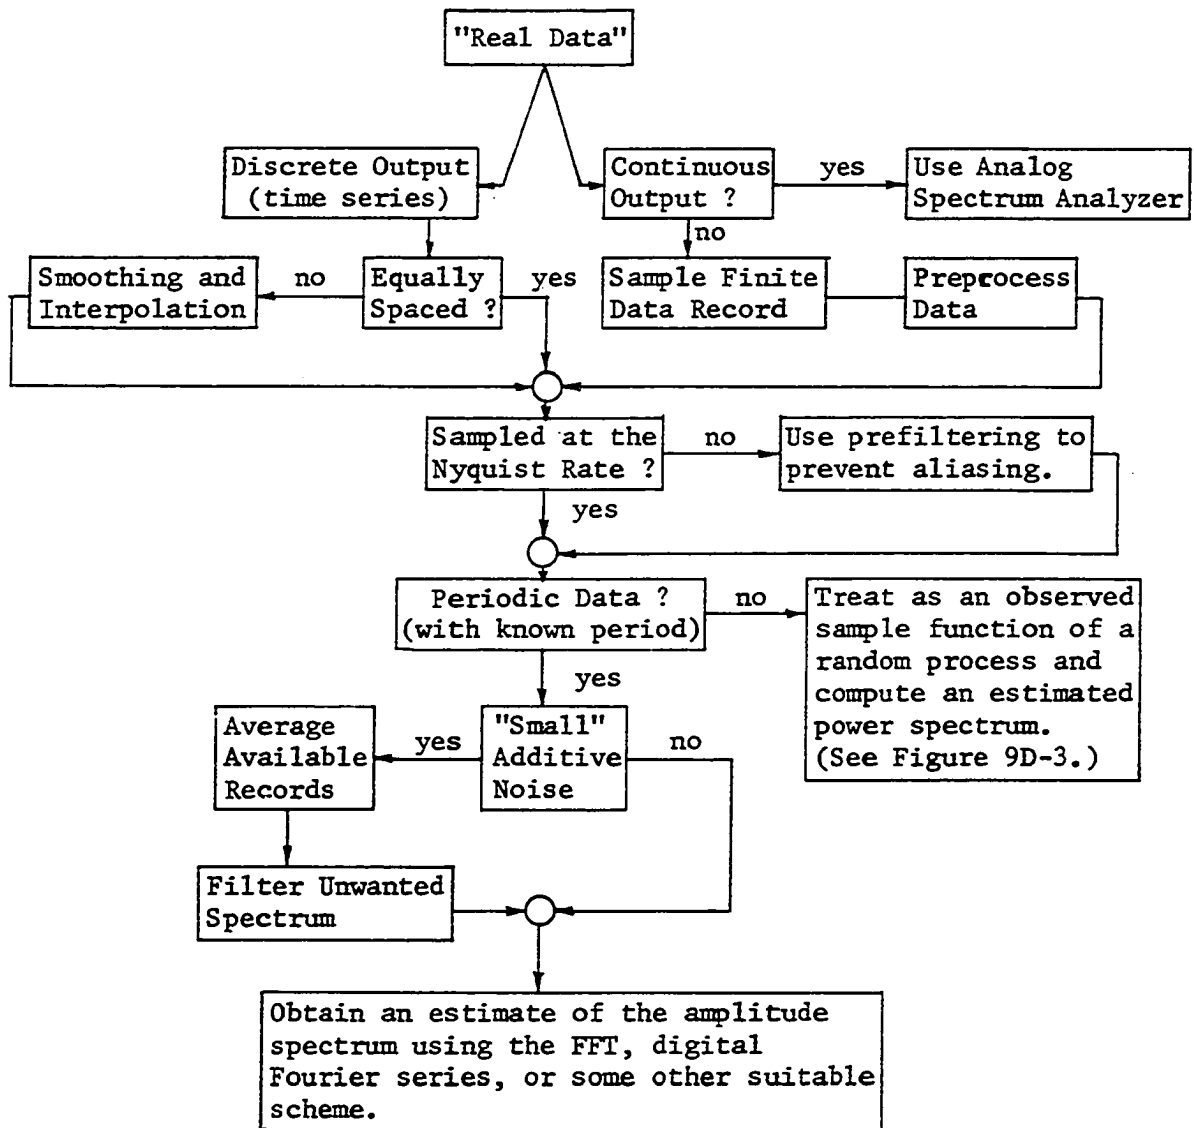 "Real Data"
Discrete Output
(time series)
Continuous
Output ?
yes
Use Analog
Spectrum Analyzer
no
Smoothing and
Interpolation
no
Equally
Spaced ?
yes
Sample Finite
Data Record
Preprocess
Data
Sampled at the
Nyquist Rate ?
no
Use prefiltering to
prevent aliasing.
yes
Periodic Data ?
(with known period)
no
Treat as an observed
sample function of a
random process and
compute an estimated
power spectrum.
(See Figure 9D-3.)
yes
Average
Available
Records
yes
"Small"
Additive
Noise
no
Filter Unwanted
Spectrum
Obtain an estimate of the amplitude
spectrum using the FFT, digital
Fourier series, or some other suitable
scheme.